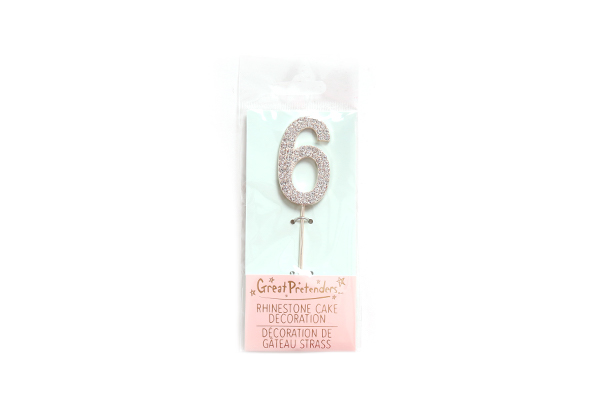 6
Great Pretenders
RHINESTONE CAKE
DECORATION
DÉCORATION DE
GÂTEAU STRASS